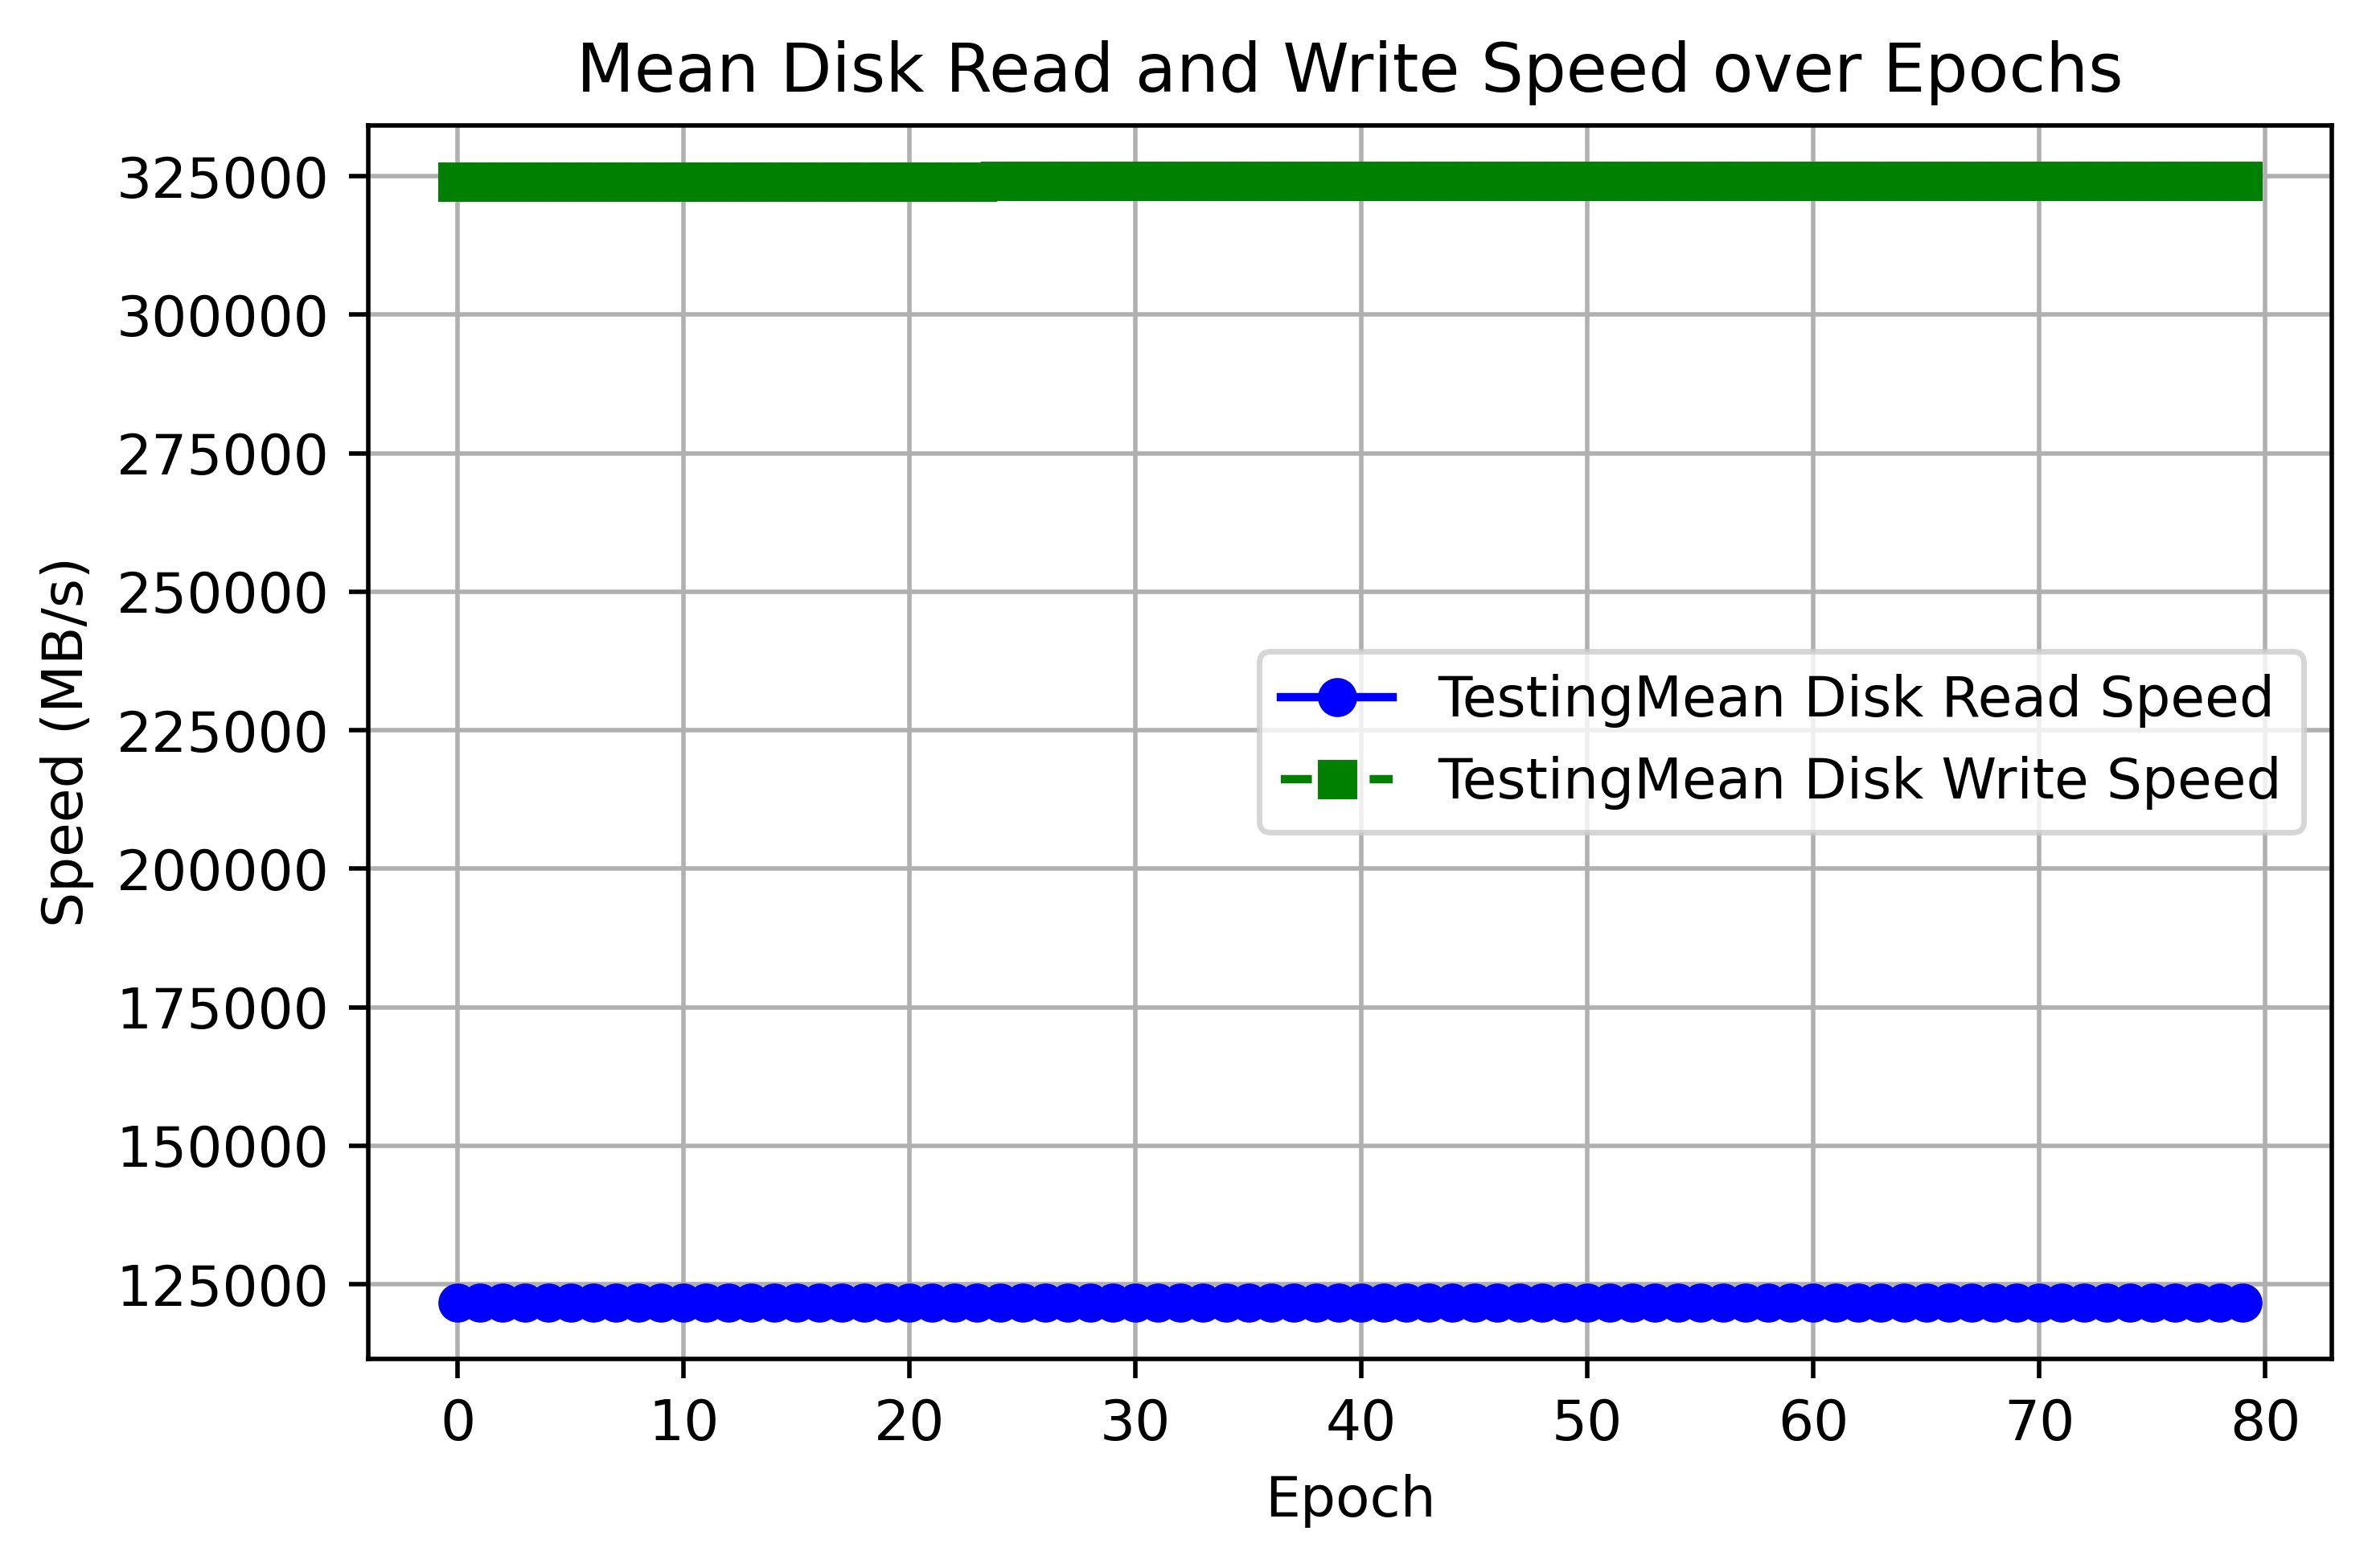 Mean Disk Read and Write Speed over Epochs
325000
300000
275000
250000
225000
200000
175000
150000
125000
Speed (MB/s)
TestingMean Disk Read Speed
TestingMean Disk Write Speed
0 10 20 30 40 50 60 70 80
Epoch